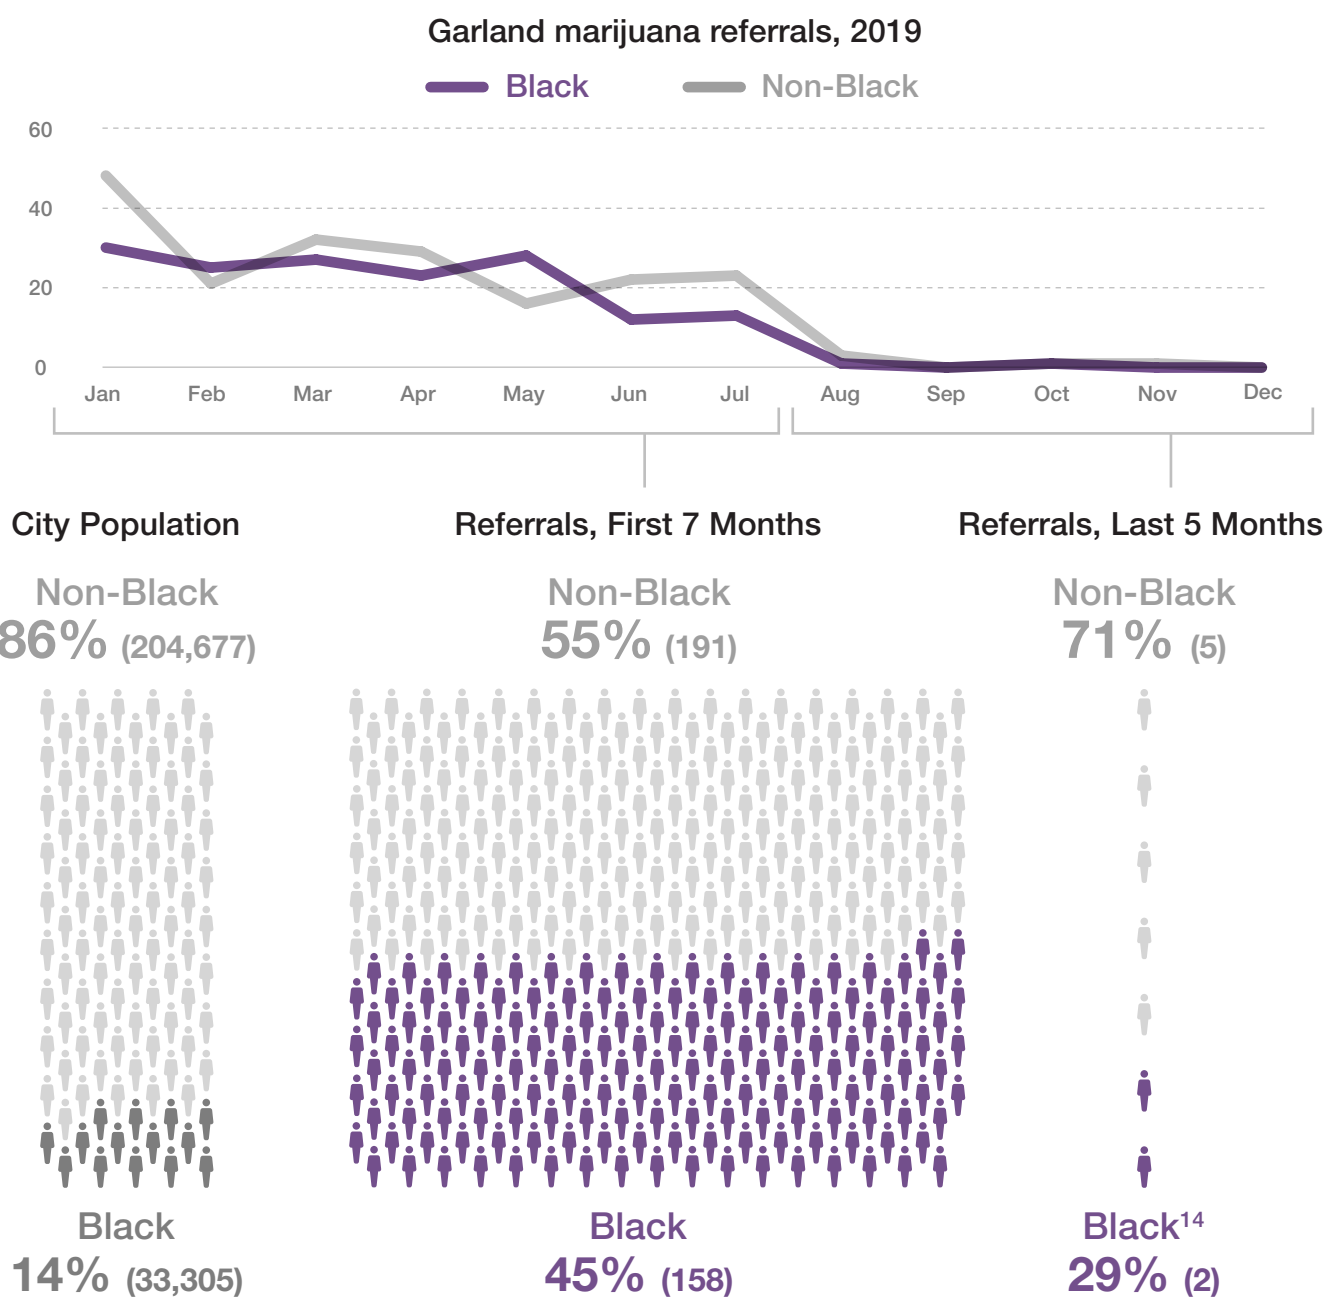 Garland marijuana referrals, 2019
Black Non-Black
60
40
20
0
Jan Feb Mar Apr May Jun Jul Aug Sep Oct Nov Dec
City Population Referrals, First 7 Months Referrals, Last 5 Months
Non-Black Non-Black Non-Black
86% (204,677) 55% (191) 71% (5)
Black Black Black¹⁴
14% (33,305) 45% (158) 29% (2)